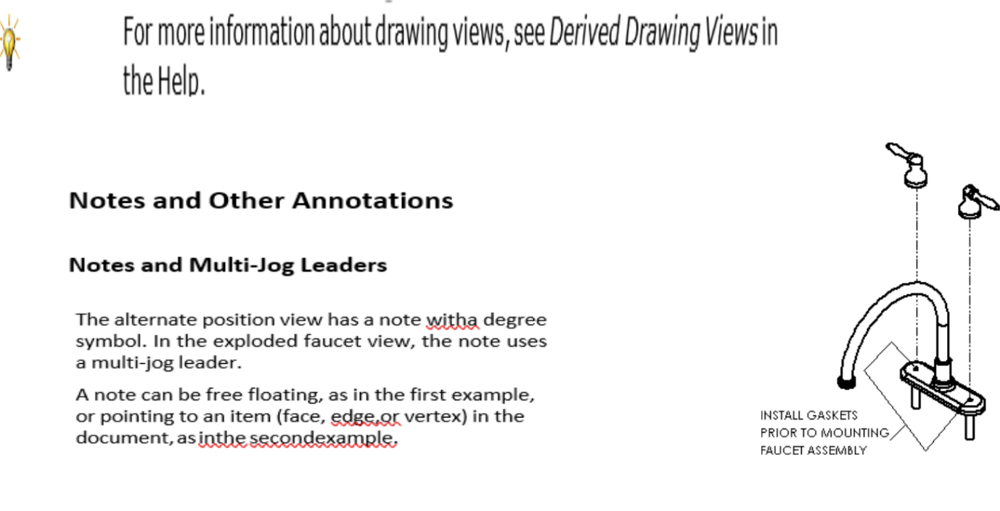 For more information about drawing views, see Derived Drawing Views in
the Help.
Notes and Other Annotations
Notes and Multi-Jog Leaders
The alternate position view has a note witha degree
symbol. In the exploded faucet view, the note uses
a multi-jog leader.
A note can be free floating, as in the first example,
or pointing to an item (face, edge,or vertex) in the
document, as inthe secondexample.
INSTALL GASKETS
PRIOR TO MOUNTING
FAUCET ASSEMBLY